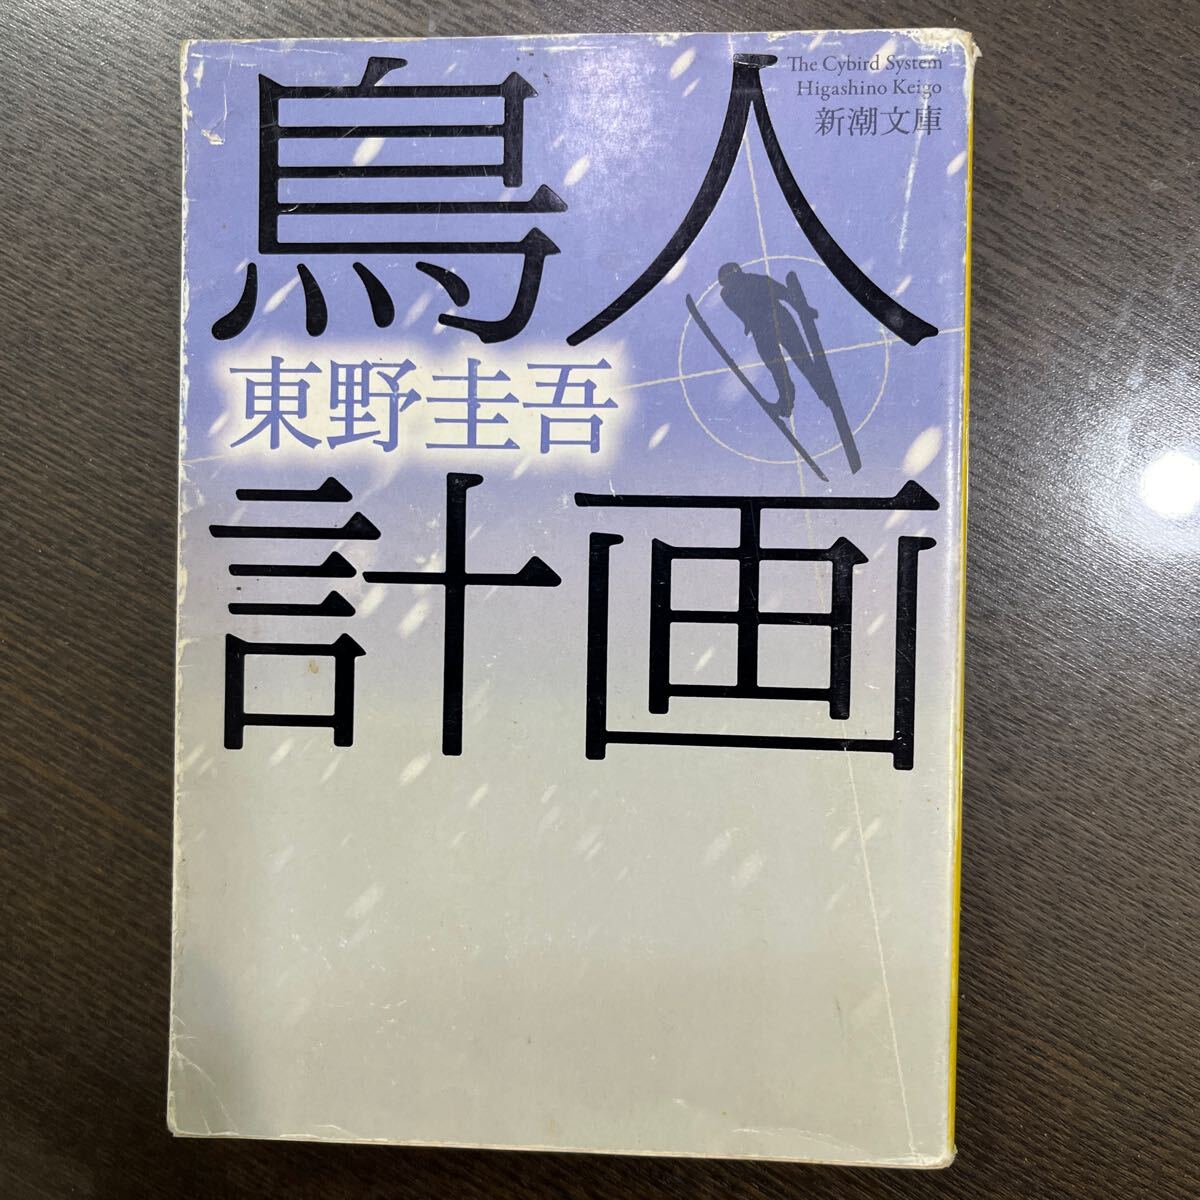 The Cybird System
Higashino Keigo
新潮文庫
鳥人
東野圭吾
計画